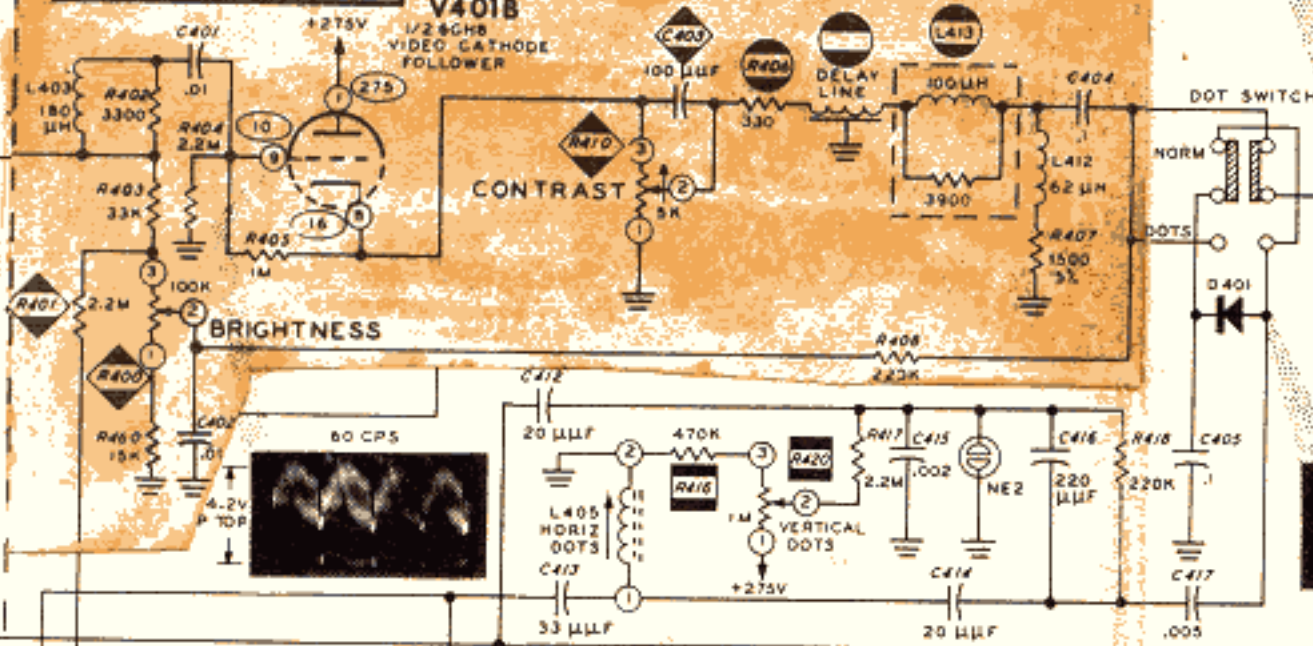 V401B
1/2 6GH8
VIDEO CATHODE
FOLLOWER
+275V
275
1
10
9
16
8
C401
.01
L403
180
μH
R402
3300
R404
2.2M
R403
33K
R405
1M
R401
2.2M
3
100K
2
BRIGHTNESS
1
R400
R460
15K
C402
.01
C403
100 μμF
R410
3
CONTRAST
2
5K
1
R406
330
DELAY
LINE
L413
100μH
3900
C404
.1
L412
62 μH
R407
1500
5%
R408
220K
DOT SWITCH
NORM
DOTS
D401
60 CPS
4.2V
P TOP
C412
20 μμF
2
470K
R416
3
R420
2
1M
VERTICAL
DOTS
1
+275V
L405
HORIZ
DOTS
C413
33 μμF
1
R417
2.2M
C415
.002
NE2
C416
220
μμF
R418
220K
C405
.1
C414
20 μμF
C417
.005